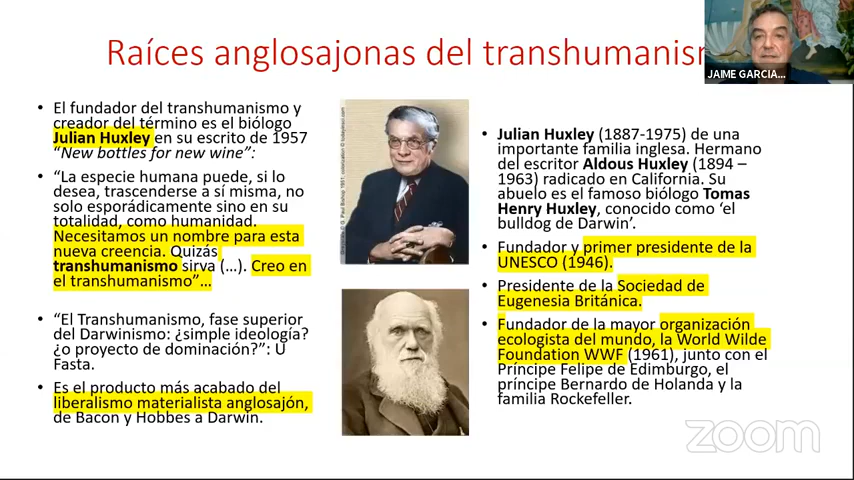 Raíces anglosajonas del transhumanis
JAIME GARCIA...
• El fundador del transhumanismo y
creador del término es el biólogo
Julian Huxley en su escrito de 1957
“New bottles for new wine”:
• “La especie humana puede, si lo
desea, trascenderse a sí misma, no
solo esporádicamente sino en su
totalidad, como humanidad.
Necesitamos un nombre para esta
nueva creencia. Quizás
transhumanismo sirva (…). Creo en
el transhumanismo”…
• “El Transhumanismo, fase superior
del Darwinismo: ¿simple ideología?
¿o proyecto de dominación?”: U
Fasta.
• Es el producto más acabado del
liberalismo materialista anglosajón,
de Bacon y Hobbes a Darwin.
• Julian Huxley (1887-1975) de una
importante familia inglesa. Hermano
del escritor Aldous Huxley (1894 –
1963) radicado en California. Su
abuelo es el famoso biólogo Tomas
Henry Huxley, conocido como ‘el
bulldog de Darwin’.
• Fundador y primer presidente de la
UNESCO (1946).
• Presidente de la Sociedad de
Eugenesia Británica.
• Fundador de la mayor organización
ecologista del mundo, la World Wilde
Foundation WWF (1961), junto con el
Príncipe Felipe de Edimburgo, el
príncipe Bernardo de Holanda y la
familia Rockefeller.
zoom